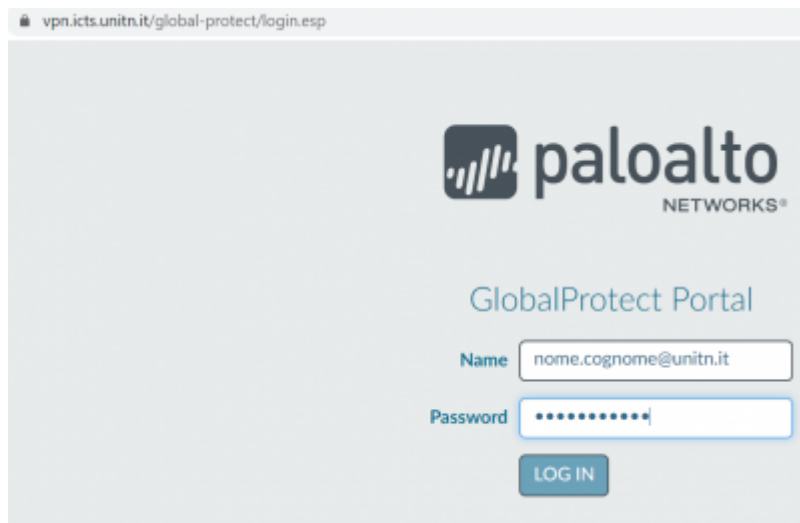 vpn.icts.unitn.it/global-protect/login.esp
paloalto
NETWORKS®
GlobalProtect Portal
Name nome.cognome@unitn.it
Password •••••••••••
LOG IN